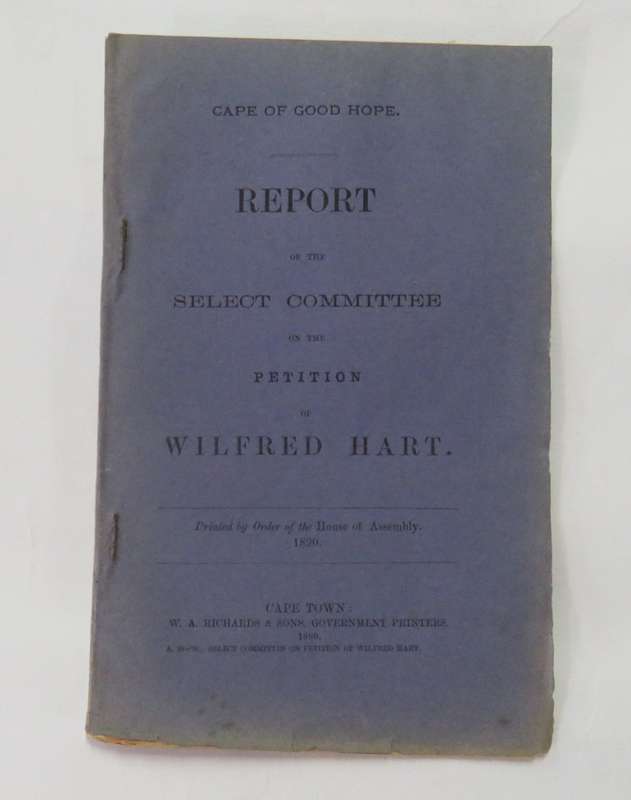 CAPE OF GOOD HOPE.
REPORT
OF THE
SELECT COMMITTEE
ON THE
PETITION
OF
WILFRED HART.
Printed by Order of the House of Assembly.
1890.
CAPE TOWN:
W. A. RICHARDS & SONS, GOVERNMENT PRINTERS.
1890.
SELECT COMMITTEE ON PETITION OF WILFRED HART.